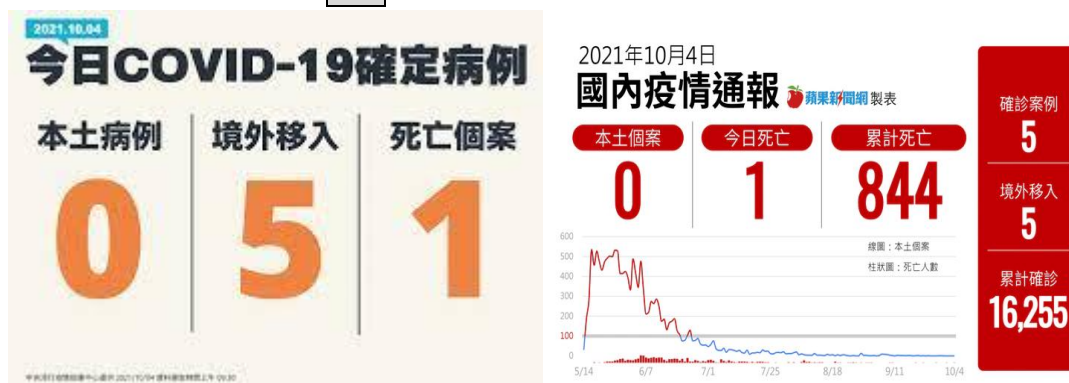 2021.10.04
今日COVID-19確定病例
本土病例
境外移入
死亡個案
0
5
1
2021年10月4日
國內疫情通報
蘋果新聞網 製表
本土個案
今日死亡
累計死亡
0
1
844
確診案例
5
境外移入
5
累計確診
16,255
線圖：本土個案
柱狀圖：死亡人數
600
500
400
300
200
100
0
5/14
6/7
7/1
7/25
8/18
9/11
10/4